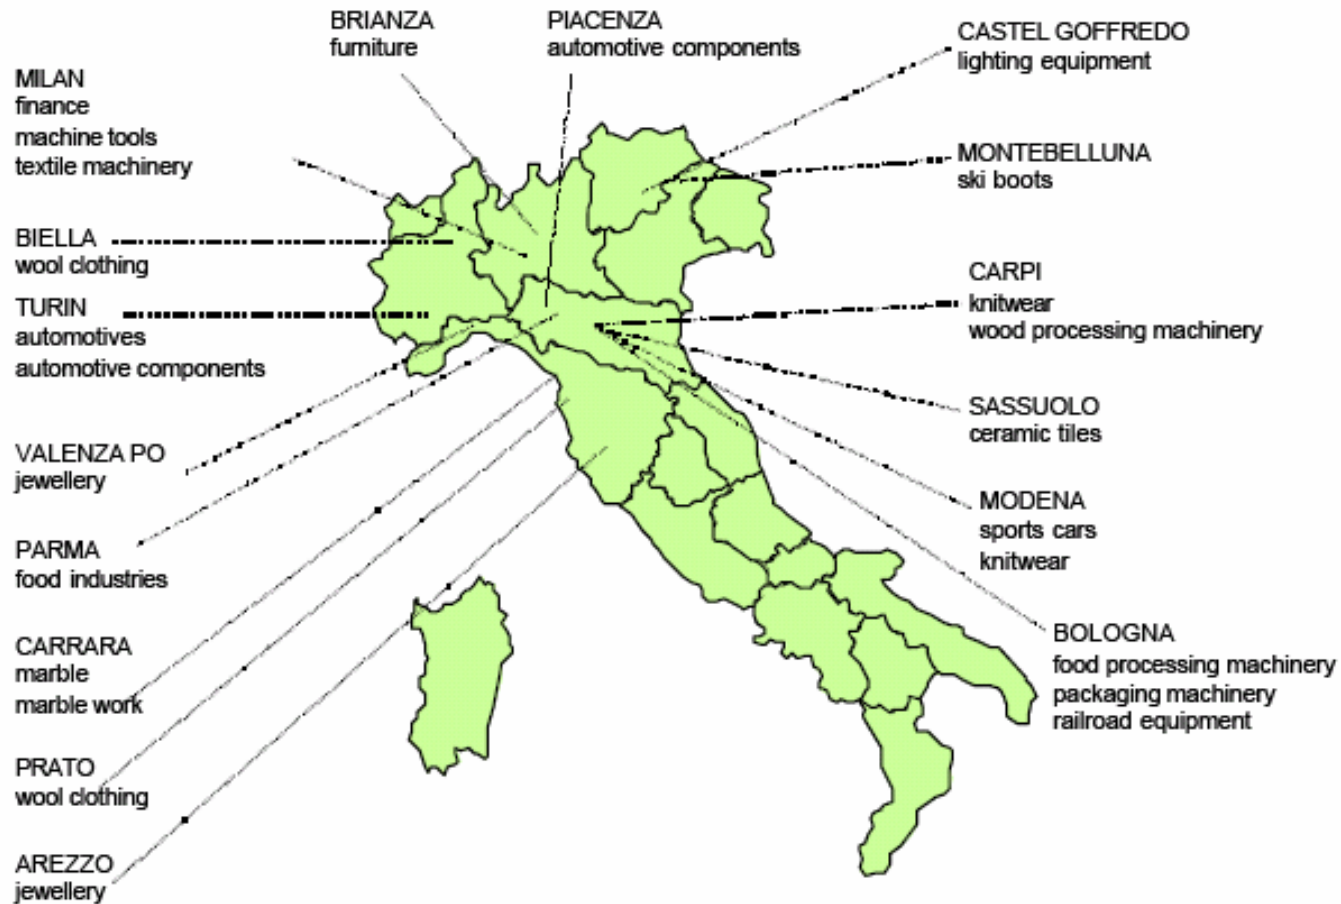 BRIANZA
furniture
PIACENZA
automotive components
CASTEL GOFFREDO
lighting equipment
MILAN
finance
machine tools
textile machinery
MONTEBELLUNA
ski boots
BIELLA
wool clothing
CARPI
knitwear
wood processing machinery
TURIN
automotives
automotive components
SASSUOLO
ceramic tiles
VALENZA PO
jewellery
MODENA
sports cars
knitwear
PARMA
food industries
BOLOGNA
food processing machinery
packaging machinery
railroad equipment
CARRARA
marble
marble work
PRATO
wool clothing
AREZZO
jewellery